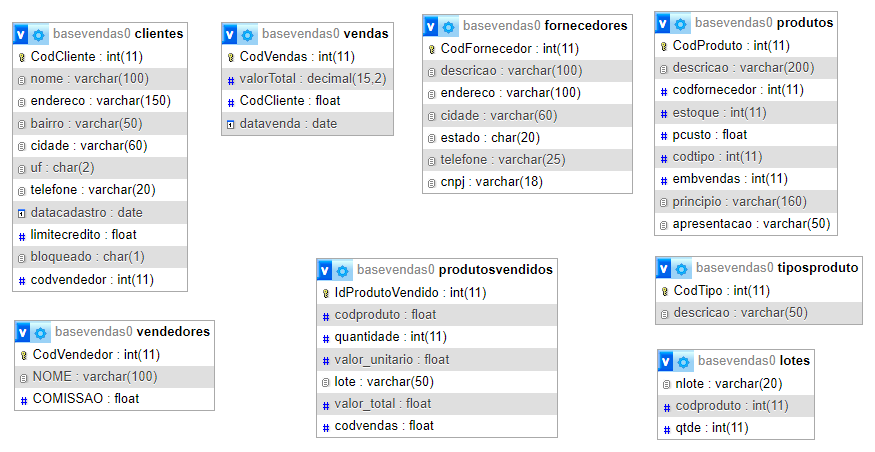 basevendas0 clientes
CodCliente : int(11)
nome : varchar(100)
endereco : varchar(150)
bairro : varchar(50)
cidade : varchar(60)
uf : char(2)
telefone : varchar(20)
datacadastro : date
limitecredito : float
bloqueado : char(1)
codvendedor : int(11)
basevendas0 vendas
CodVendas : int(11)
valorTotal : decimal(15,2)
CodCliente : float
datavenda : date
basevendas0 fornecedores
CodFornecedor : int(11)
descricao : varchar(100)
endereco : varchar(100)
cidade : varchar(60)
estado : char(20)
telefone : varchar(25)
cnpj : varchar(18)
basevendas0 produtos
CodProduto : int(11)
descricao : varchar(200)
codfornecedor : int(11)
estoque : int(11)
pcusto : float
codtipo : int(11)
embvendas : int(11)
principio : varchar(160)
apresentacao : varchar(50)
basevendas0 produtosvendidos
IdProdutoVendido : int(11)
codproduto : float
quantidade : int(11)
valor_unitario : float
lote : varchar(50)
valor_total : float
codvendas : float
basevendas0 tiposproduto
CodTipo : int(11)
descricao : varchar(50)
basevendas0 vendedores
CodVendedor : int(11)
NOME : varchar(100)
COMISSAO : float
basevendas0 lotes
nlote : varchar(20)
codproduto : int(11)
qtde : int(11)